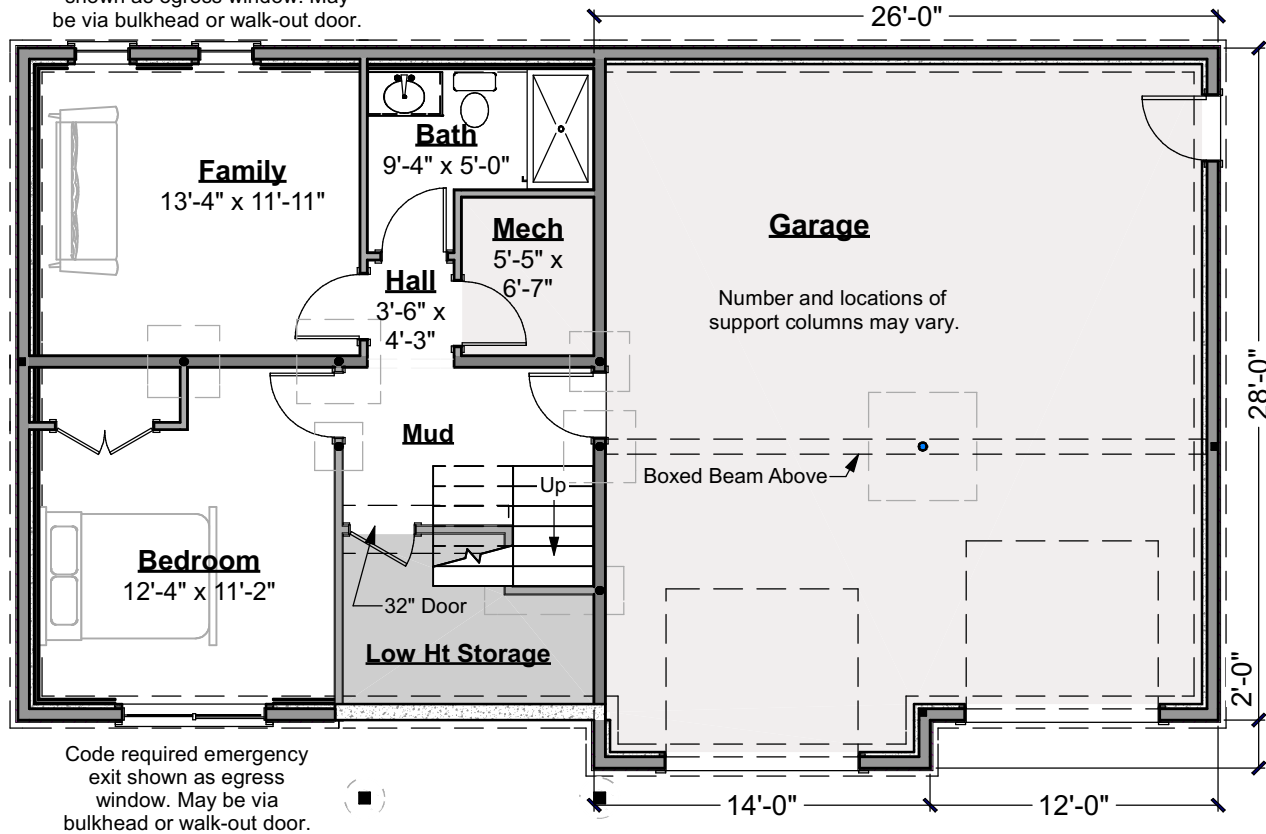 shown as egress window. May
be via bulkhead or walk-out door.
26'-0"
Bath
9'-4" x 5'-0"
Family
13'-4" x 11'-11"
Mech
5'-5" x
6'-7"
Garage
Hall
3'-6" x
4'-3"
Number and locations of
support columns may vary.
28'-0"
Mud
Boxed Beam Above
Up
Bedroom
12'-4" x 11'-2"
32" Door
Low Ht Storage
2'-0"
Code required emergency
exit shown as egress
window. May be via
bulkhead or walk-out door.
14'-0"
12'-0"